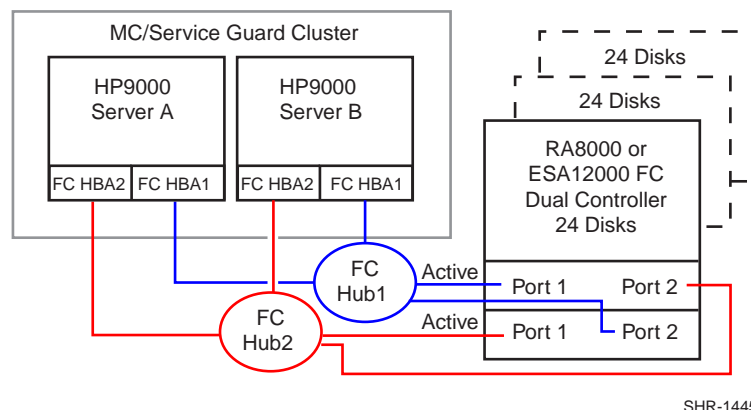 MC/Service Guard Cluster
HP9000
Server A
HP9000
Server B
FC HBA2
FC HBA1
FC HBA2
FC HBA1
24 Disks
24 Disks
RA8000 or
ESA12000 FC
Dual Controller
24 Disks
FC
Hub1
Active
Port 1
Port 2
FC
Hub2
Active
Port 1
Port 2
SHR-1445